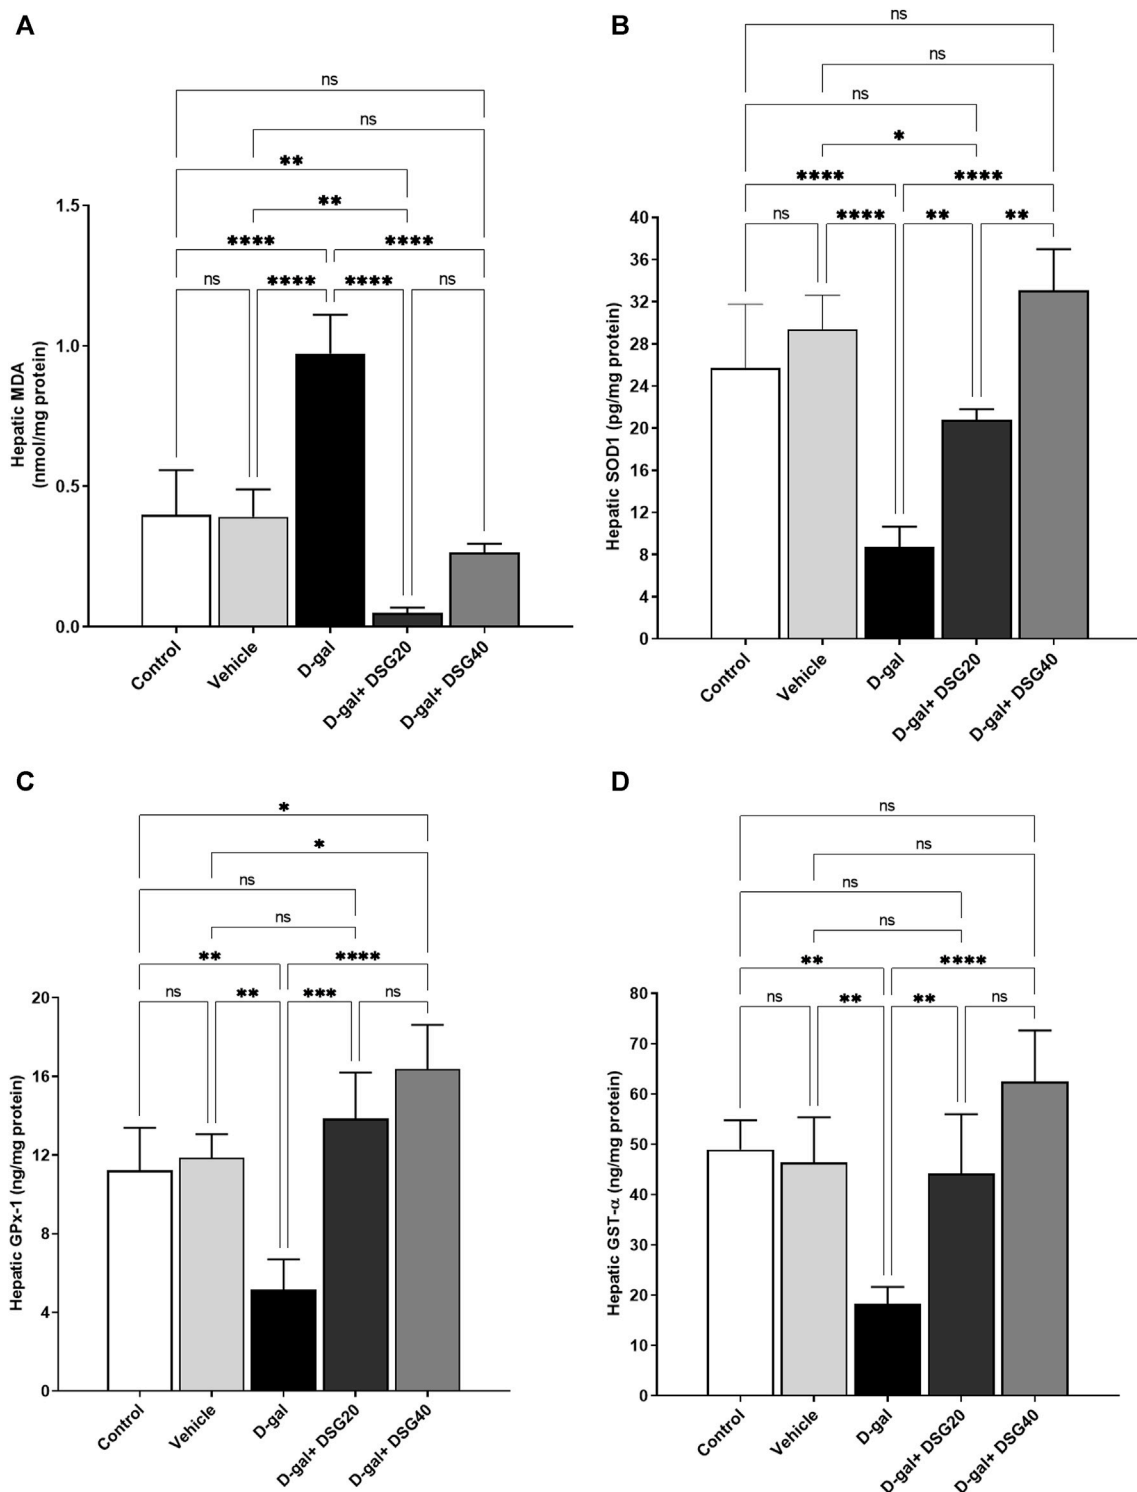 A
ns
ns
**
**
**** ****
ns **** **** ns
1.5
1.0
0.5
0.0
Hepatic MDA
(nmol/mg protein)
Control
Vehicle
D-gal
D-gal+ DSG20
D-gal+ DSG40
B
ns
ns
ns
*
**** ****
ns **** ** **
40
36
32
28
24
20
16
12
8
4
0
Hepatic SOD1 (pg/mg protein)
Control
Vehicle
D-gal
D-gal+ DSG20
D-gal+ DSG40
C
*
*
ns
ns
** ****
ns ** *** ns
20
16
12
8
4
0
Hepatic GPx-1 (ng/mg protein)
Control
Vehicle
D-gal
D-gal+ DSG20
D-gal+ DSG40
D
ns
ns
ns
ns
** ****
ns ** ** ns
80
70
60
50
40
30
20
10
0
Hepatic GST-α (ng/mg protein)
Control
Vehicle
D-gal
D-gal+ DSG20
D-gal+ DSG40